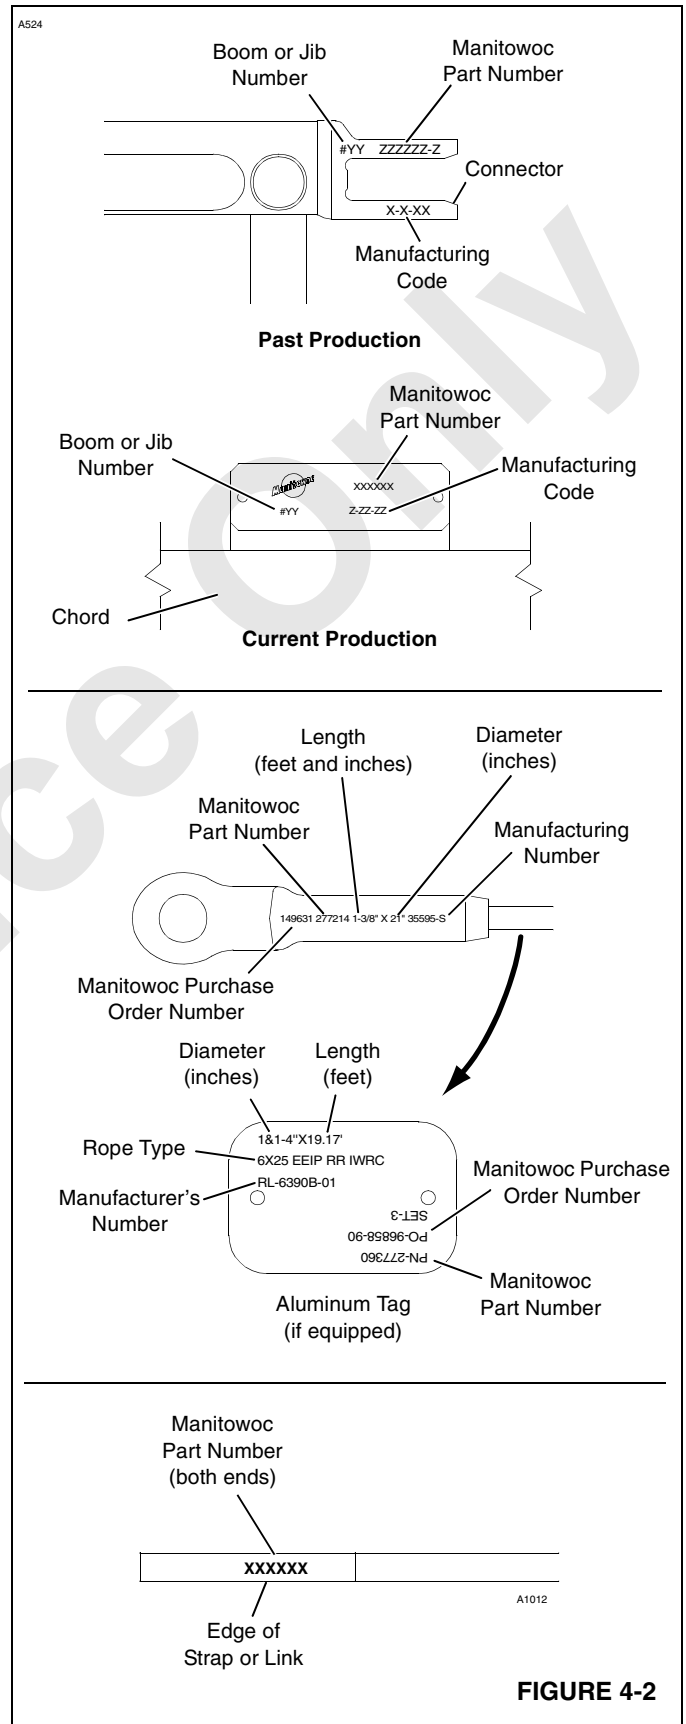 A524
Boom or Jib
Number
Manitowoc
Part Number
#YY ZZZZZZ-Z
Connector
X-X-XX
Manufacturing
Code
Past Production
Manitowoc
Part Number
Boom or Jib
Number
Manufacturing
Code
Manitowoc
XXXXXX
#YY Z-ZZ-ZZ
Chord
Current Production
Length
(feet and inches)
Diameter
(inches)
Manitowoc
Part Number
Manufacturing
Number
149631 277214 1-3/8" X 21" 35595-S
Manitowoc Purchase
Order Number
Diameter
(inches)
Length
(feet)
1&1-4"X19.17'
Rope Type
6X25 EEIP RR IWRC
RL-6390B-01
Manufacturer's
Number
Manitowoc Purchase
Order Number
SET-3
PO-96858-90
PN-277360
Manitowoc
Part Number
Aluminum Tag
(if equipped)
Manitowoc
Part Number
(both ends)
XXXXXX
A1012
Edge of
Strap or Link
FIGURE 4-2
ce Only